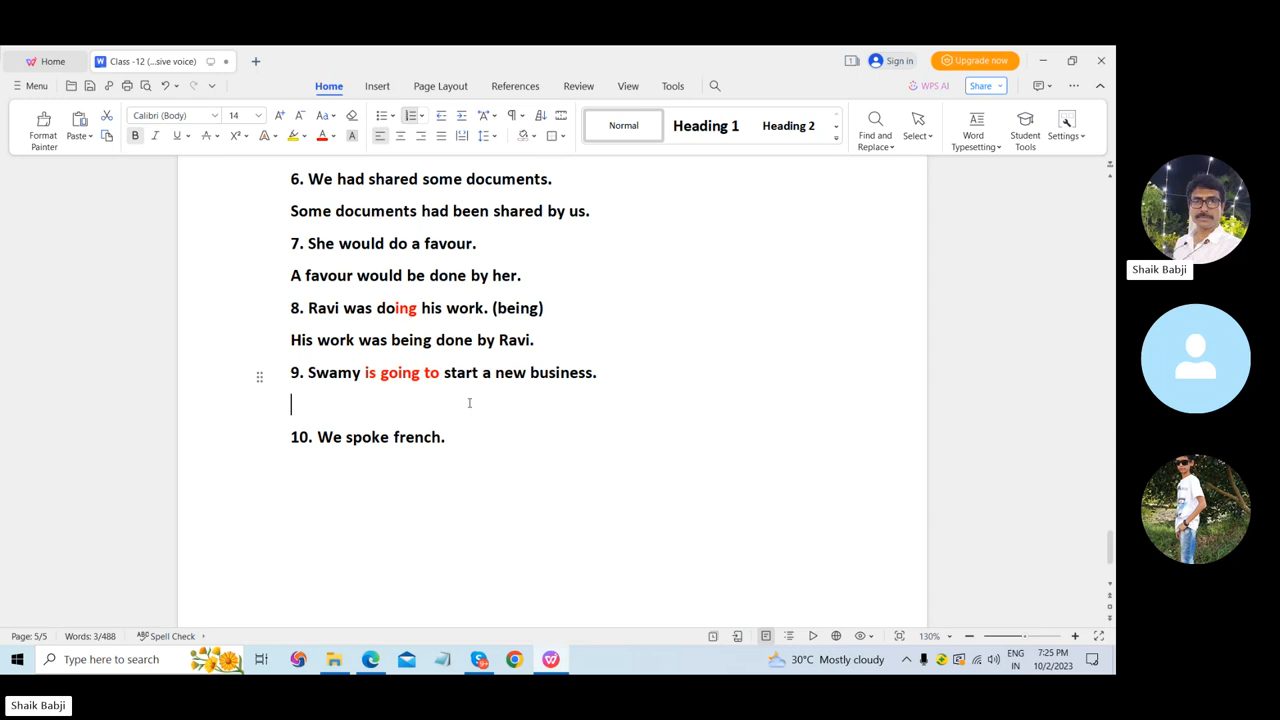 Home
Class -12 (...sive voice)
Sign in
Upgrade now
Menu
Home
Insert
Page Layout
References
Review
View
Tools
WPS AI
Share
Format Painter
Paste
Calibri (Body)
14
Normal
Heading 1
Heading 2
Find and Replace
Select
Word Typesetting
Student Tools
Settings
6. We had shared some documents.
Some documents had been shared by us.
7. She would do a favour.
A favour would be done by her.
8. Ravi was doing his work. (being)
His work was being done by Ravi.
9. Swamy is going to start a new business.
10. We spoke french.
Shaik Babji
Page: 5/5
Words: 3/488
Spell Check
130%
Type here to search
30°C Mostly cloudy
ENG
IN
7:25 PM
10/2/2023
Shaik Babji